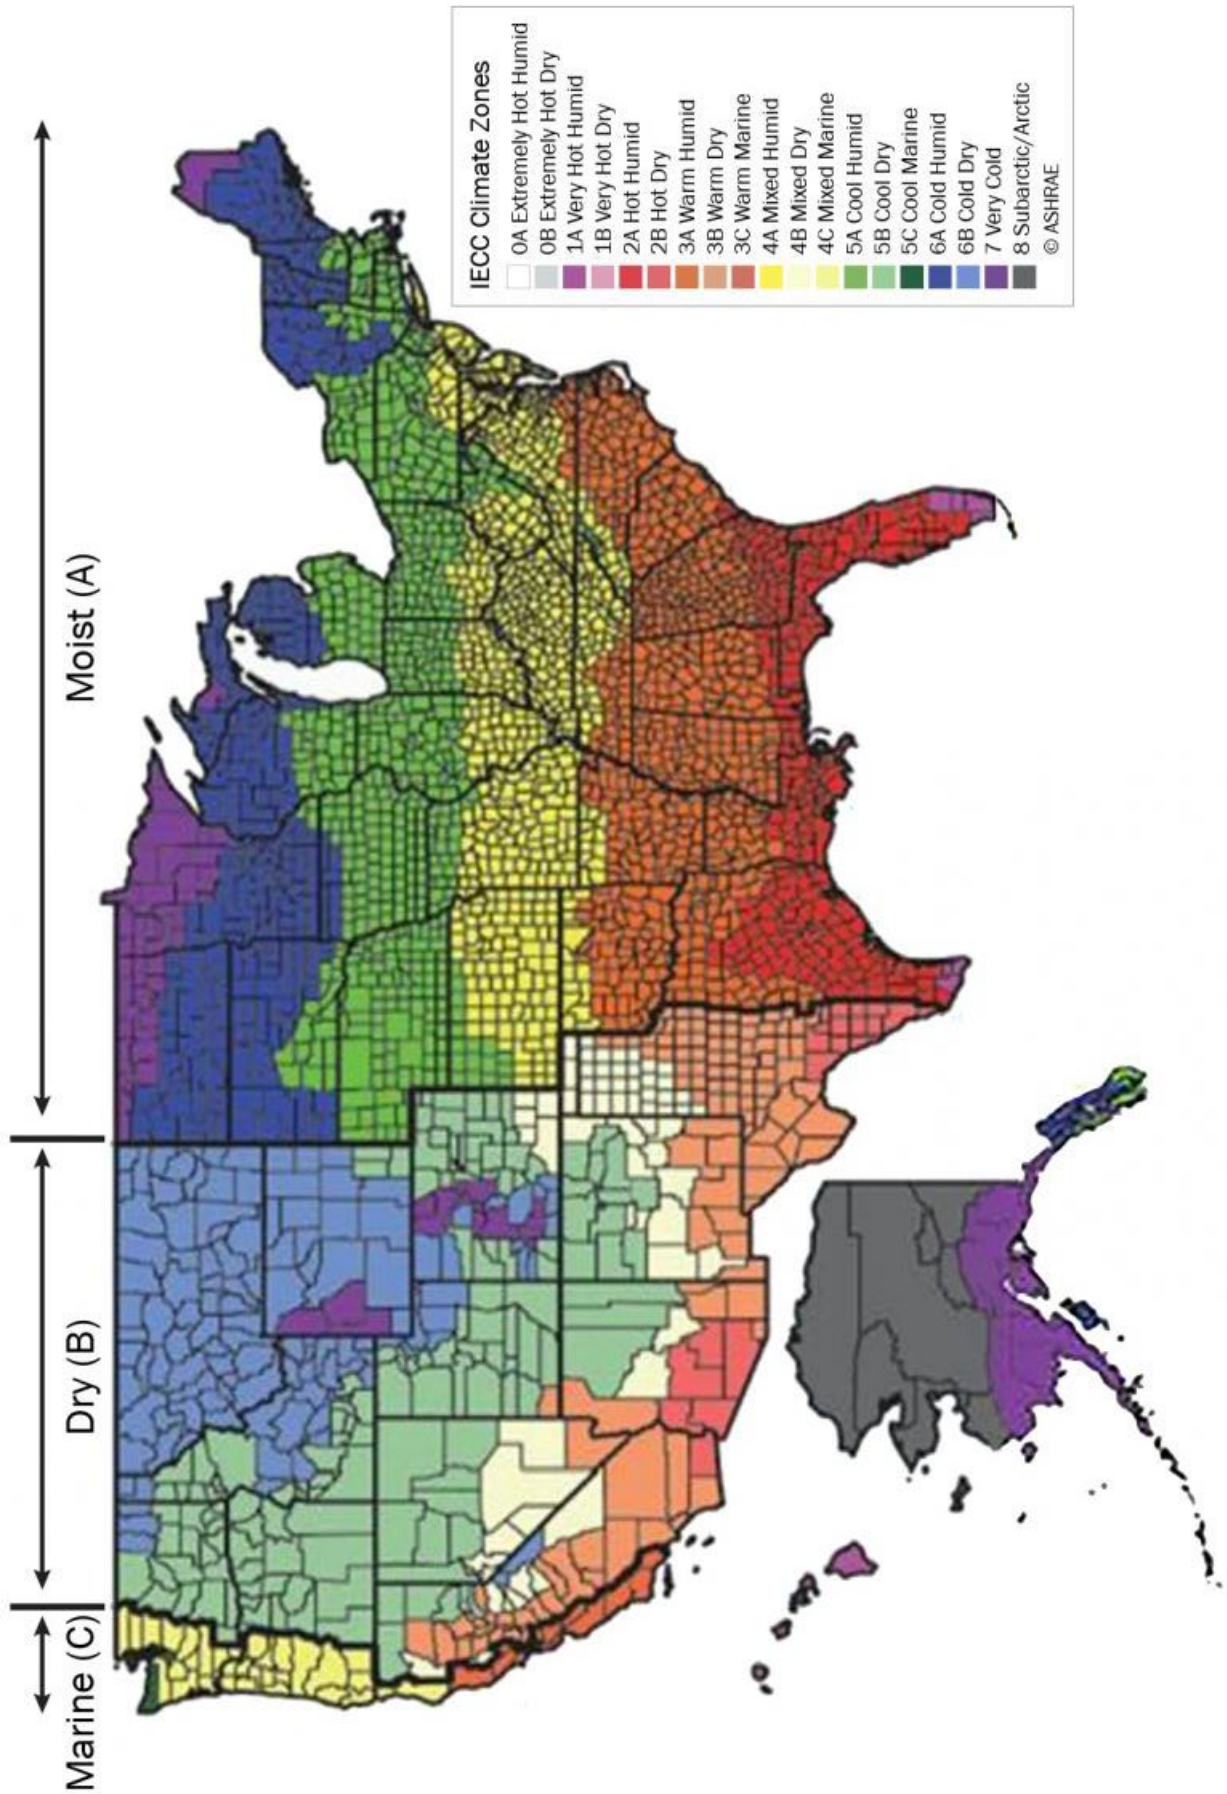 Marine (C)
Dry (B)
Moist (A)
IECC Climate Zones
0A Extremely Hot Humid
0B Extremely Hot Dry
1A Very Hot Humid
1B Very Hot Dry
2A Hot Humid
2B Hot Dry
3A Warm Humid
3B Warm Dry
3C Warm Marine
4A Mixed Humid
4B Mixed Dry
4C Mixed Marine
5A Cool Humid
5B Cool Dry
5C Cool Marine
6A Cold Humid
6B Cold Dry
7 Very Cold
8 Subarctic/Arctic
© ASHRAE